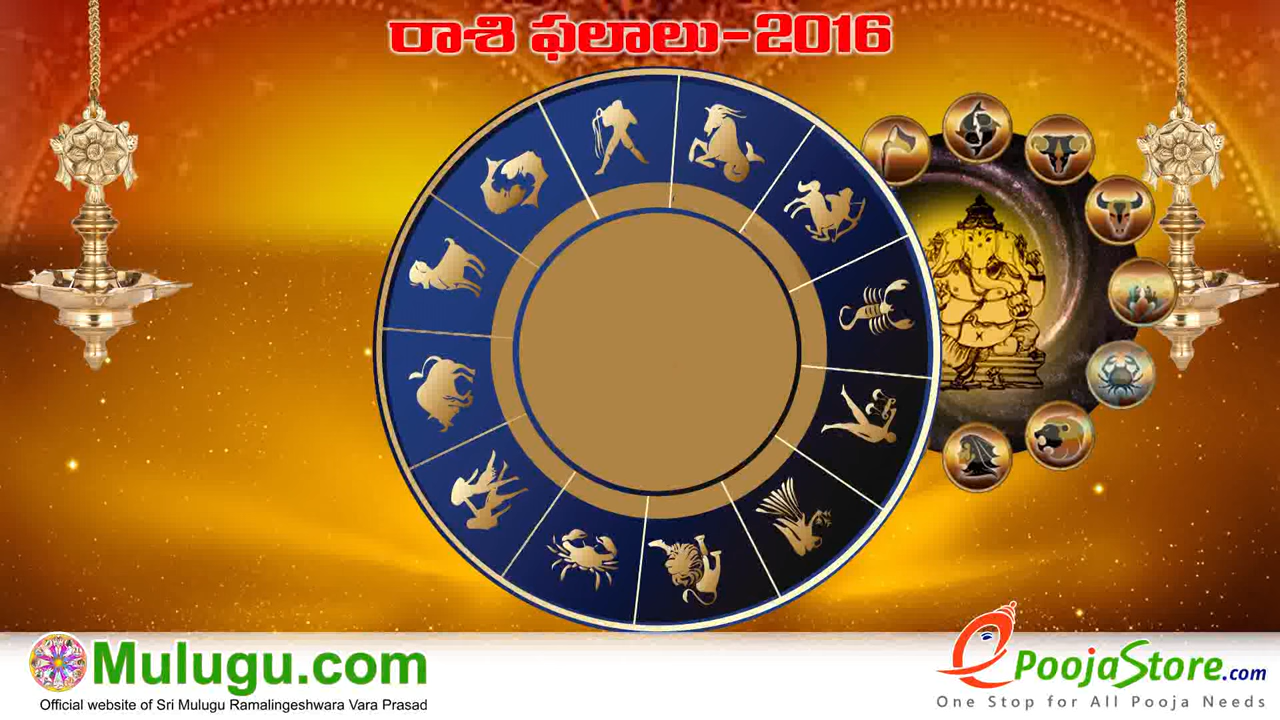 రాశి ఫలాలు-2016
Mulugu.com
Official website of Sri Mulugu Ramalingeshwara Vara Prasad
ePoojaStore.com
One Stop for All Pooja Needs